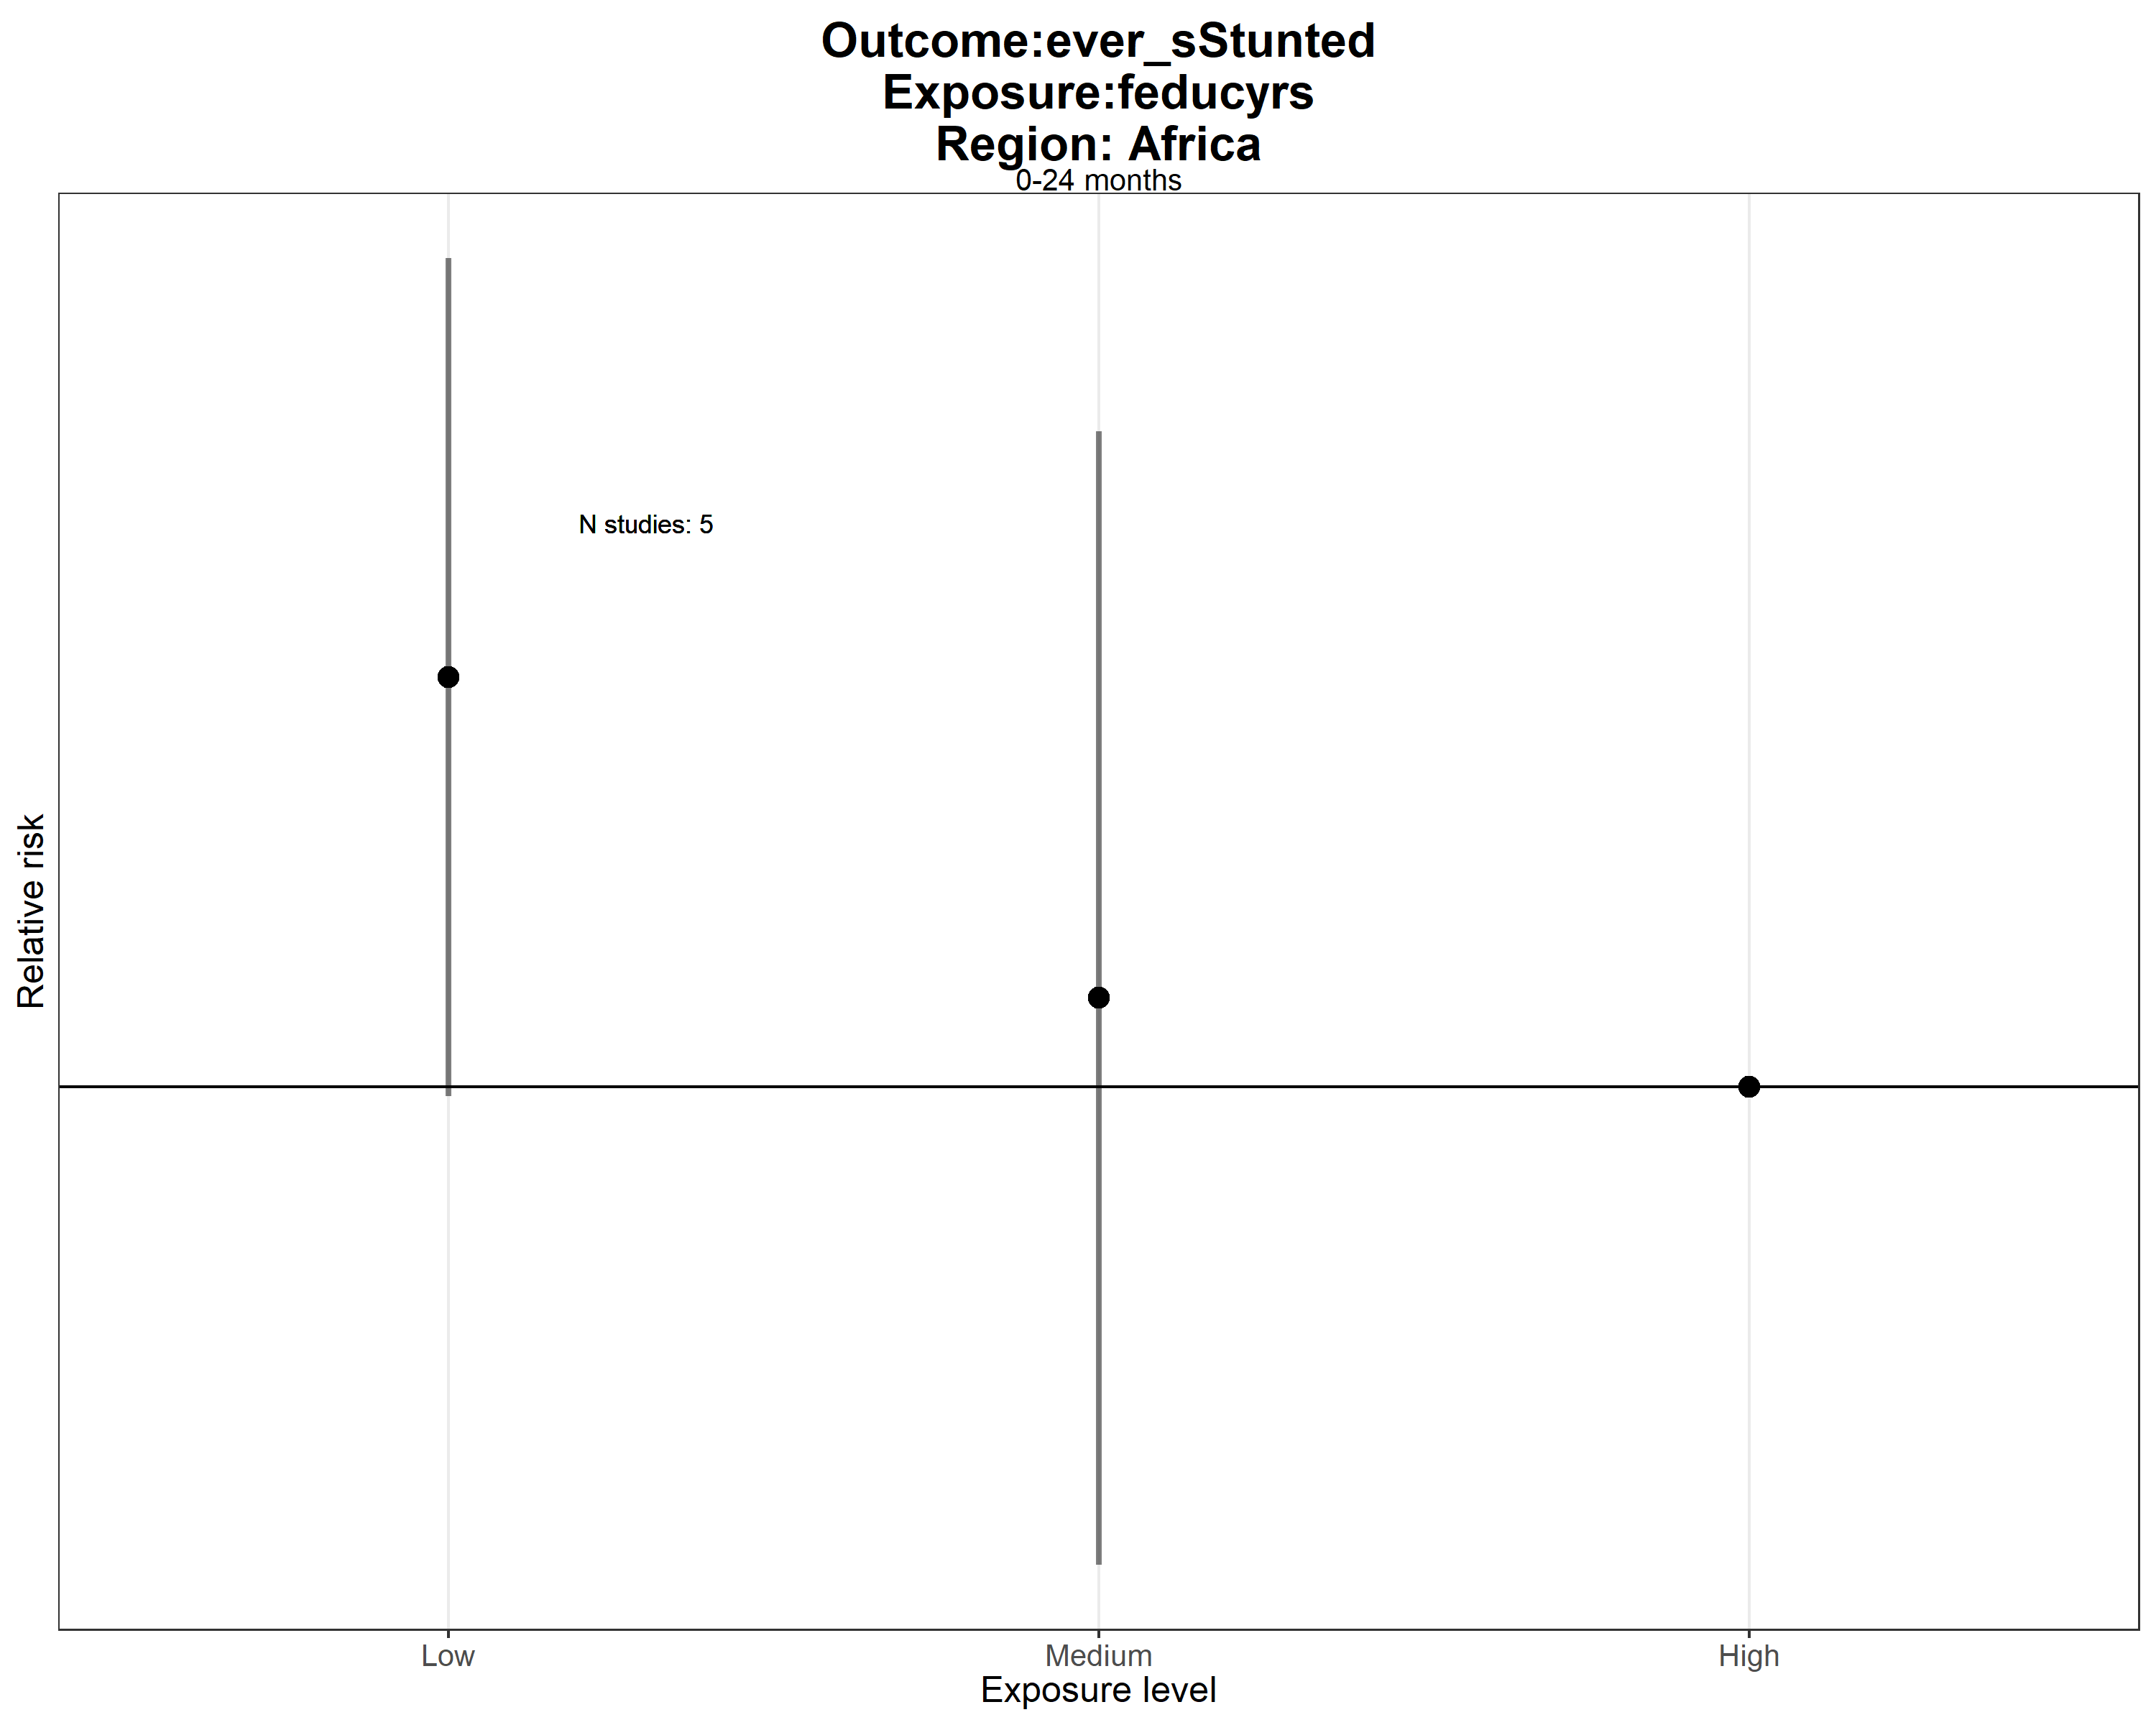 Outcome:ever_sStunted
Exposure:feducyrs
Region: Africa
0-24 months
N studies: 5
Relative risk
Low
Medium
High
Exposure level